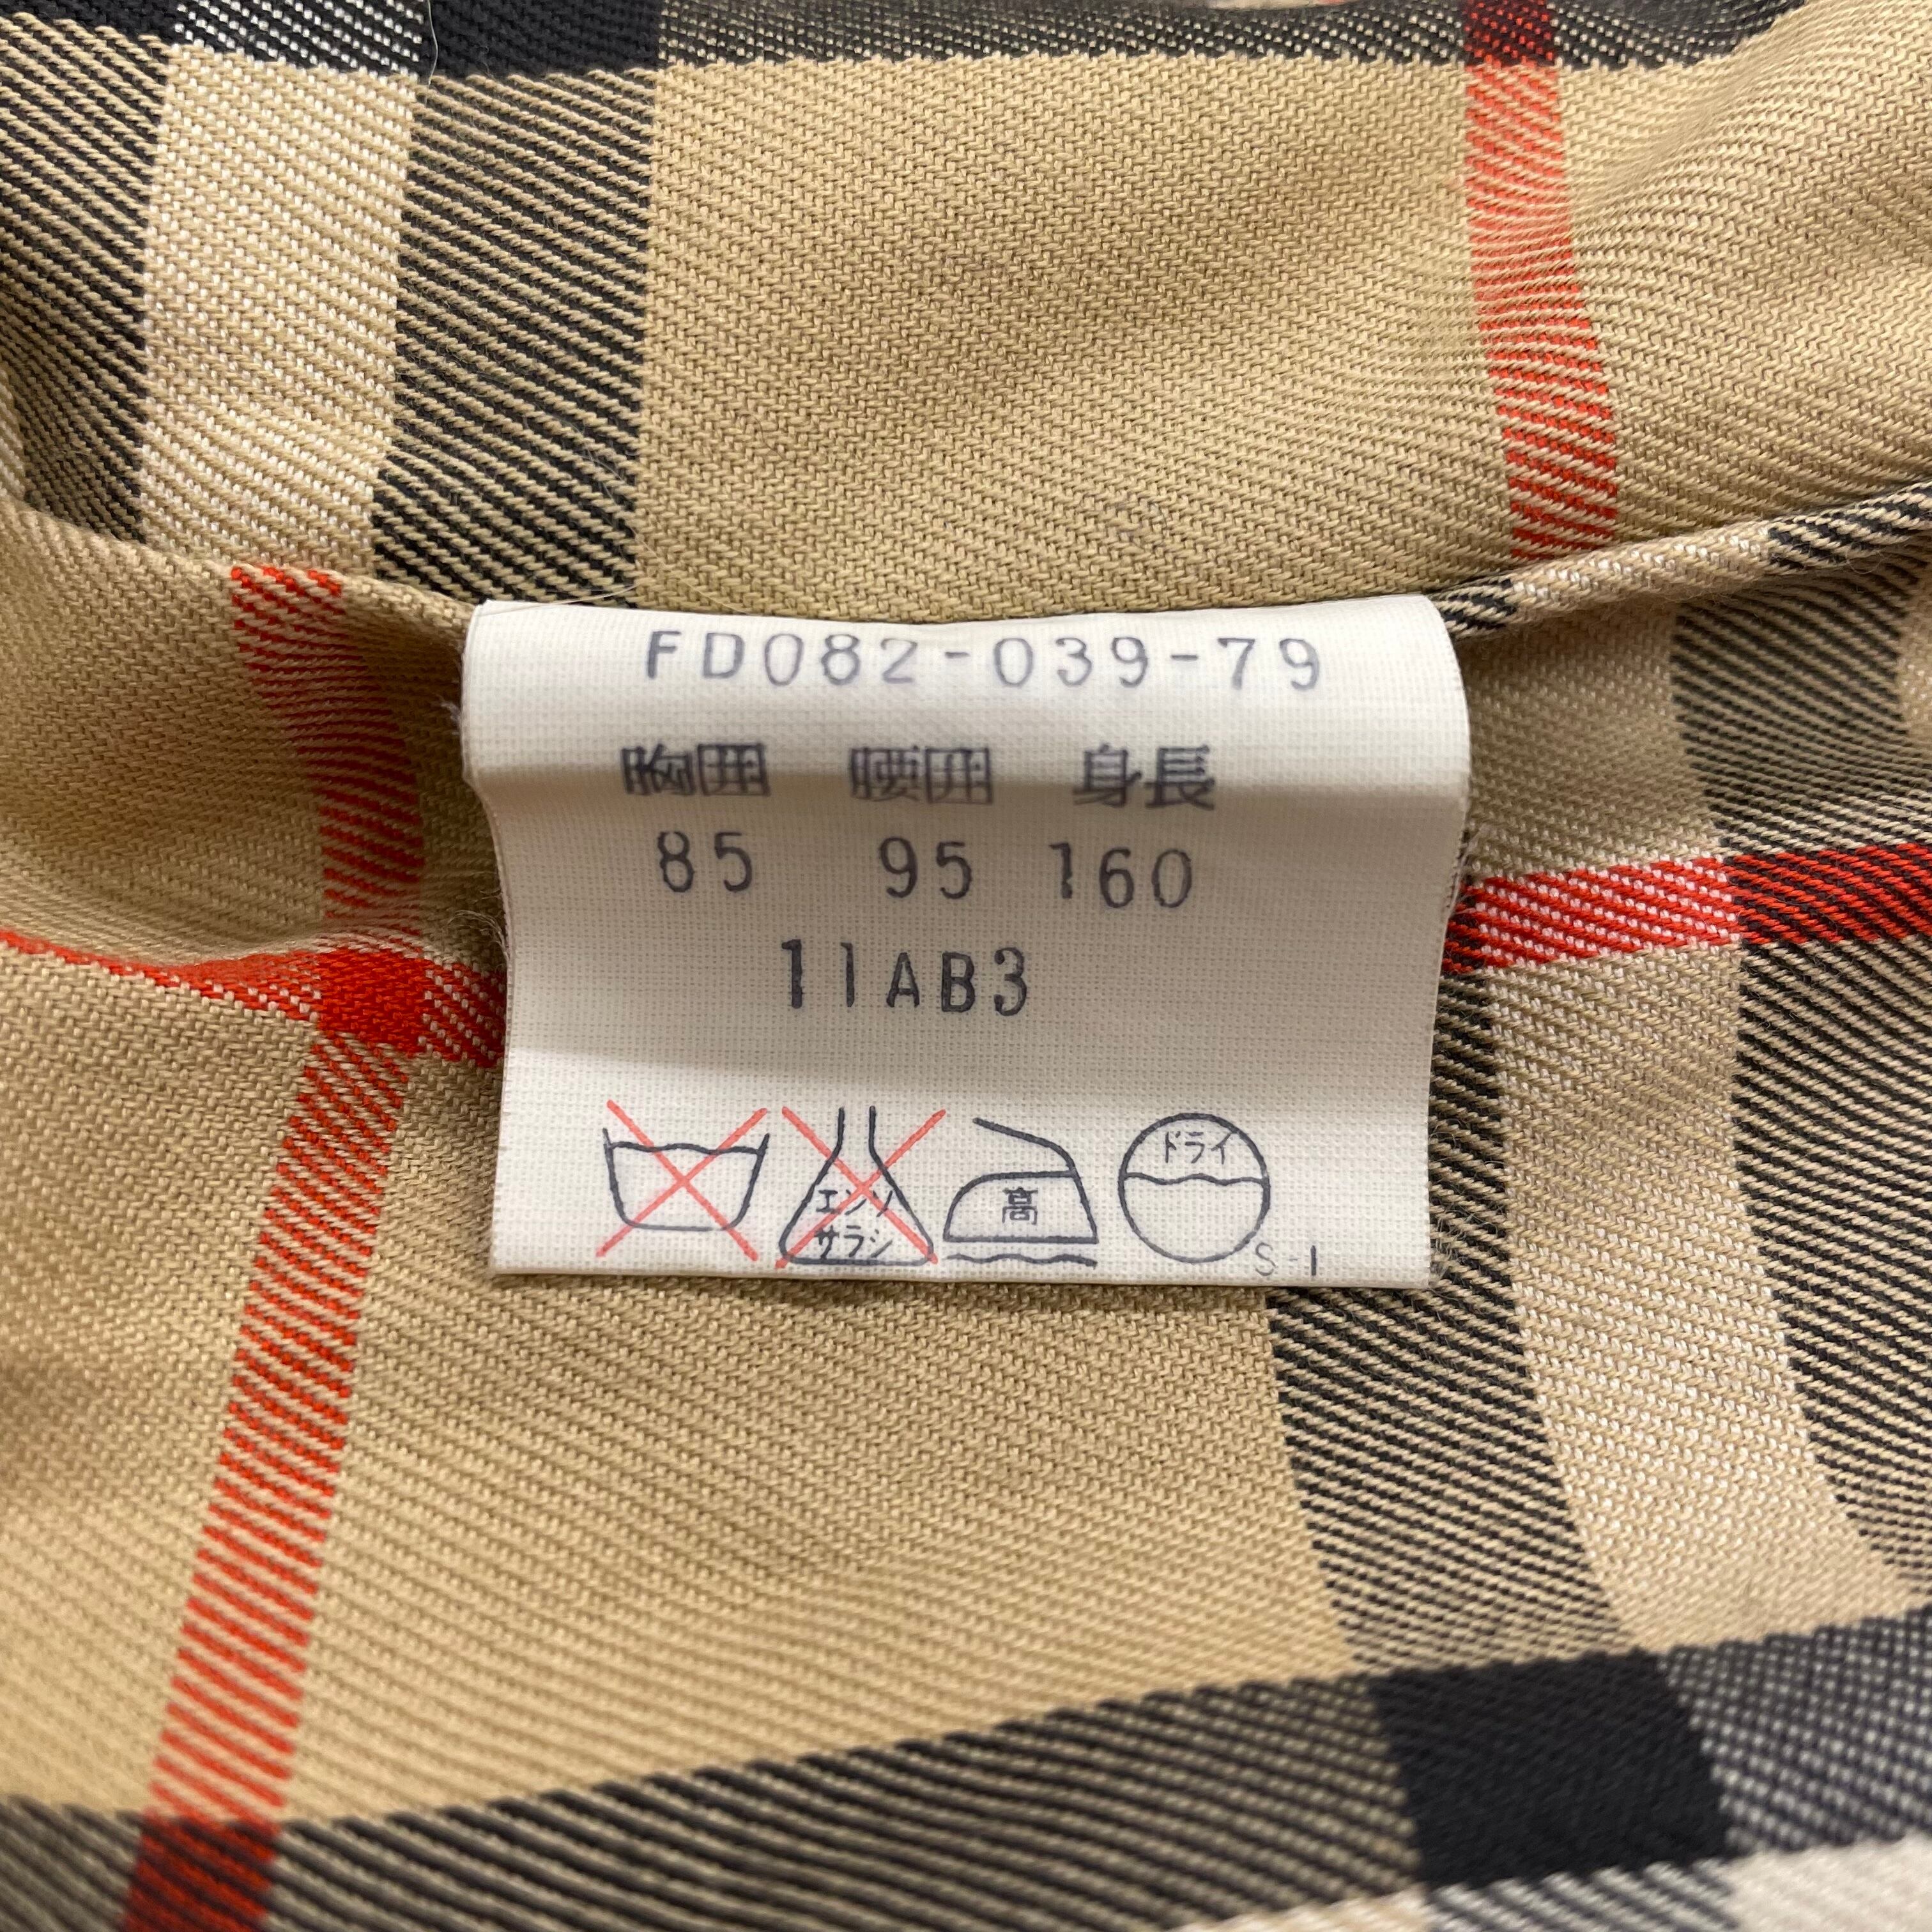 FD082-039-79
胸囲 腰囲 身長
85 95 160
11AB3
エンソ
サラシ
高
ドライ
S-1